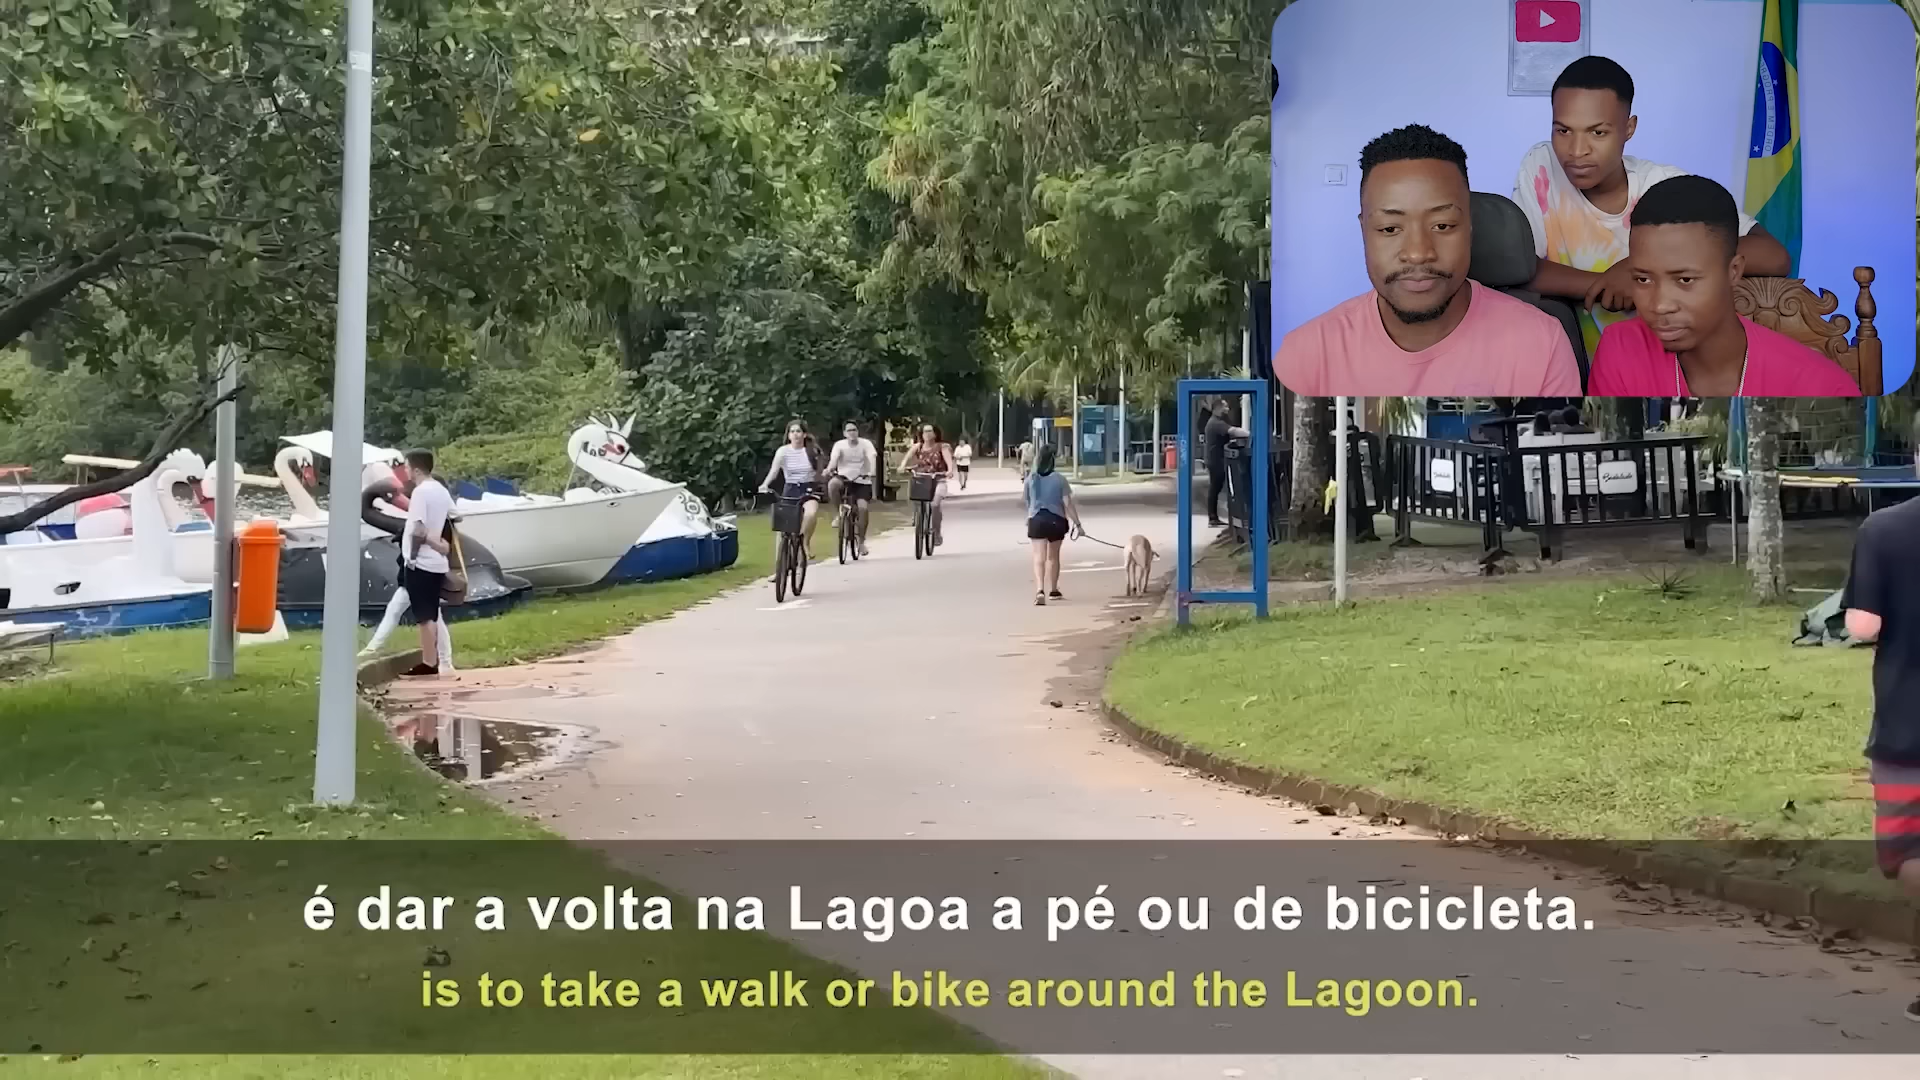 é dar a volta na Lagoa a pé ou de bicicleta.
is to take a walk or bike around the Lagoon.